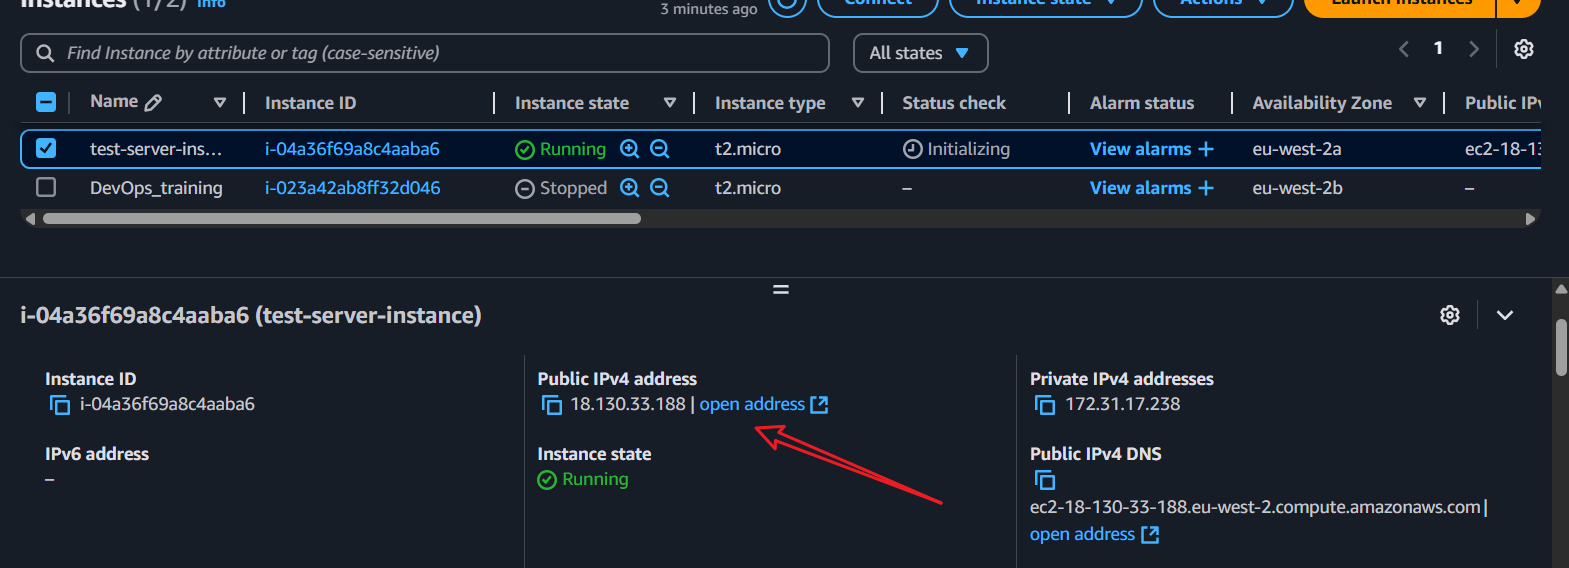 Instances (1/2) Info
3 minutes ago
Connect
Instance state
Actions
Launch instances
Find Instance by attribute or tag (case-sensitive)
All states
1
Name
Instance ID
Instance state
Instance type
Status check
Alarm status
Availability Zone
Public IPv
test-server-ins...
i-04a36f69a8c4aaba6
Running
t2.micro
Initializing
View alarms +
eu-west-2a
ec2-18-13
DevOps_training
i-023a42ab8ff32d046
Stopped
t2.micro
–
View alarms +
eu-west-2b
–
i-04a36f69a8c4aaba6 (test-server-instance)
Instance ID
i-04a36f69a8c4aaba6
IPv6 address
–
Public IPv4 address
18.130.33.188 | open address
Instance state
Running
Private IPv4 addresses
172.31.17.238
Public IPv4 DNS
ec2-18-130-33-188.eu-west-2.compute.amazonaws.com |
open address